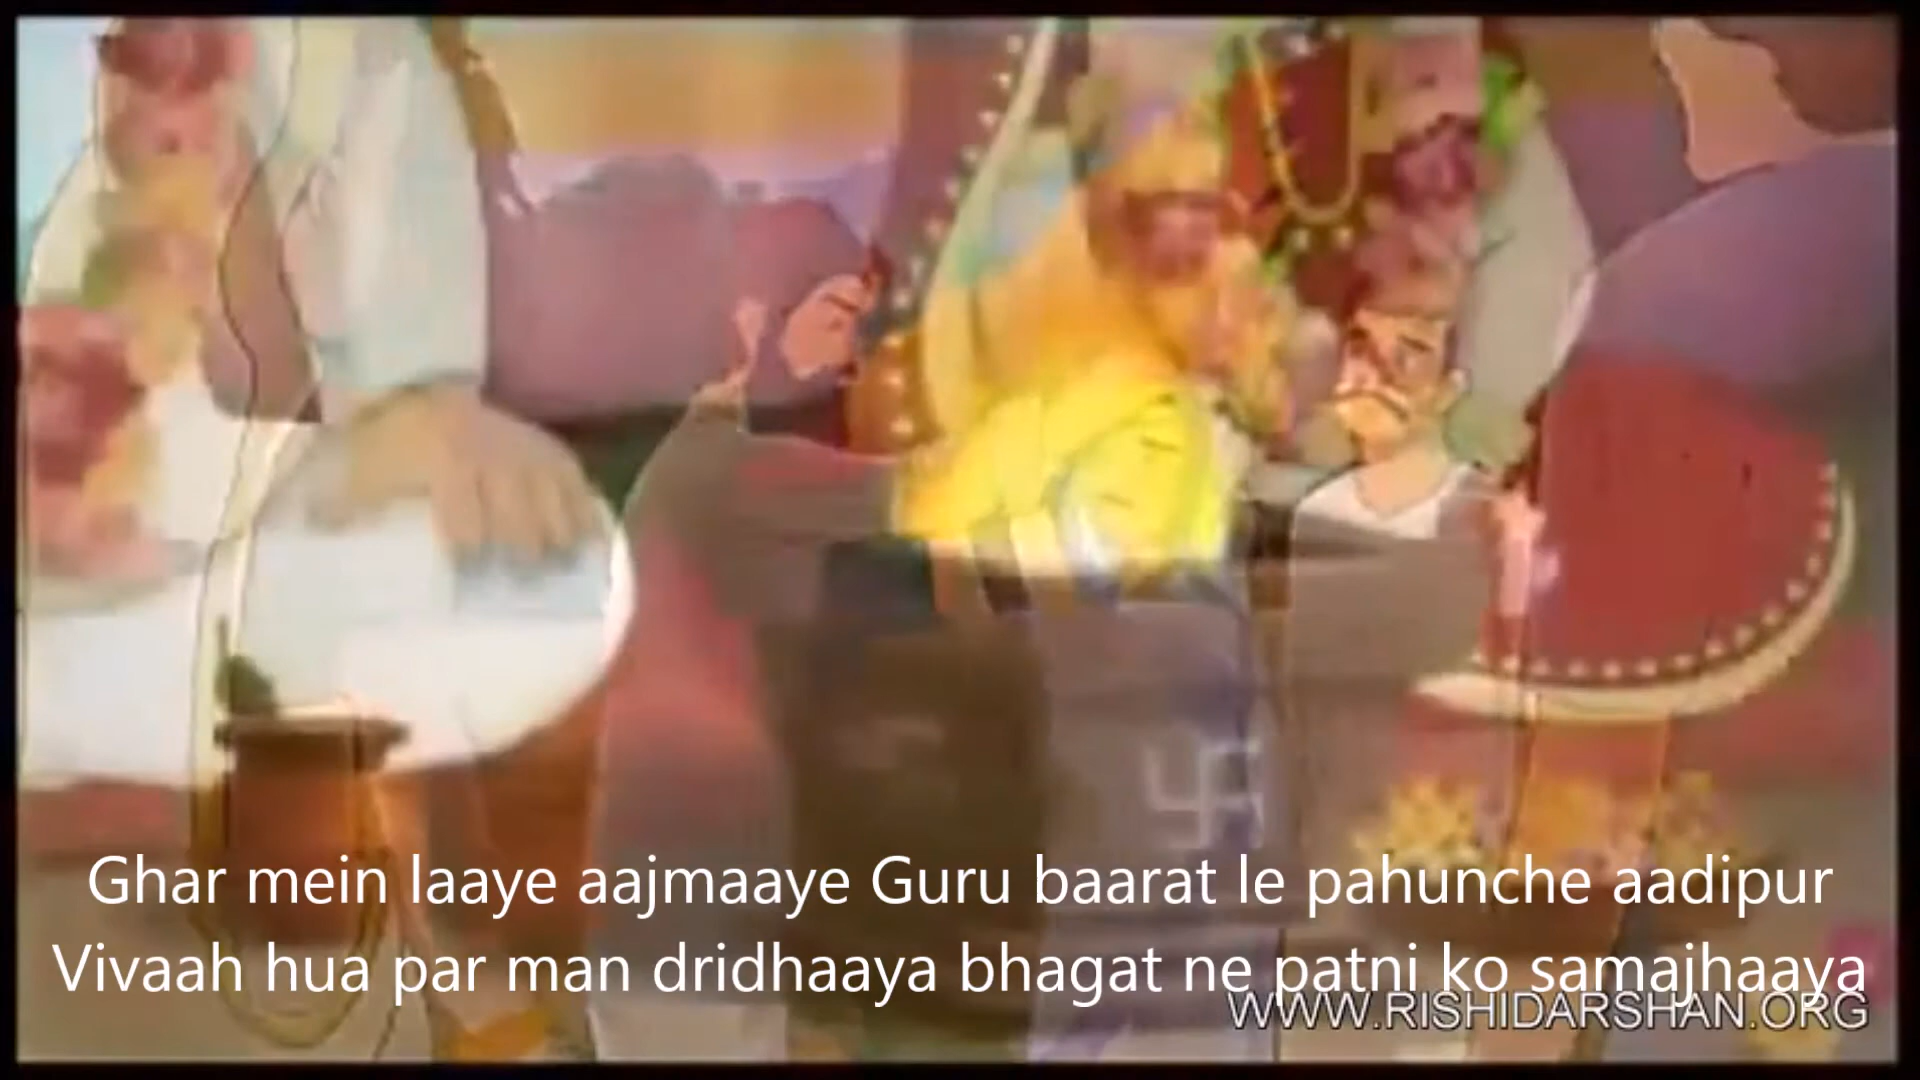 Ghar mein laaye aajmaaye Guru baarat le pahunche aadipur
Vivaah hua par man dridhaaya bhagat ne patni ko samajhaaya
WWW.RISHIDARSHAN.ORG